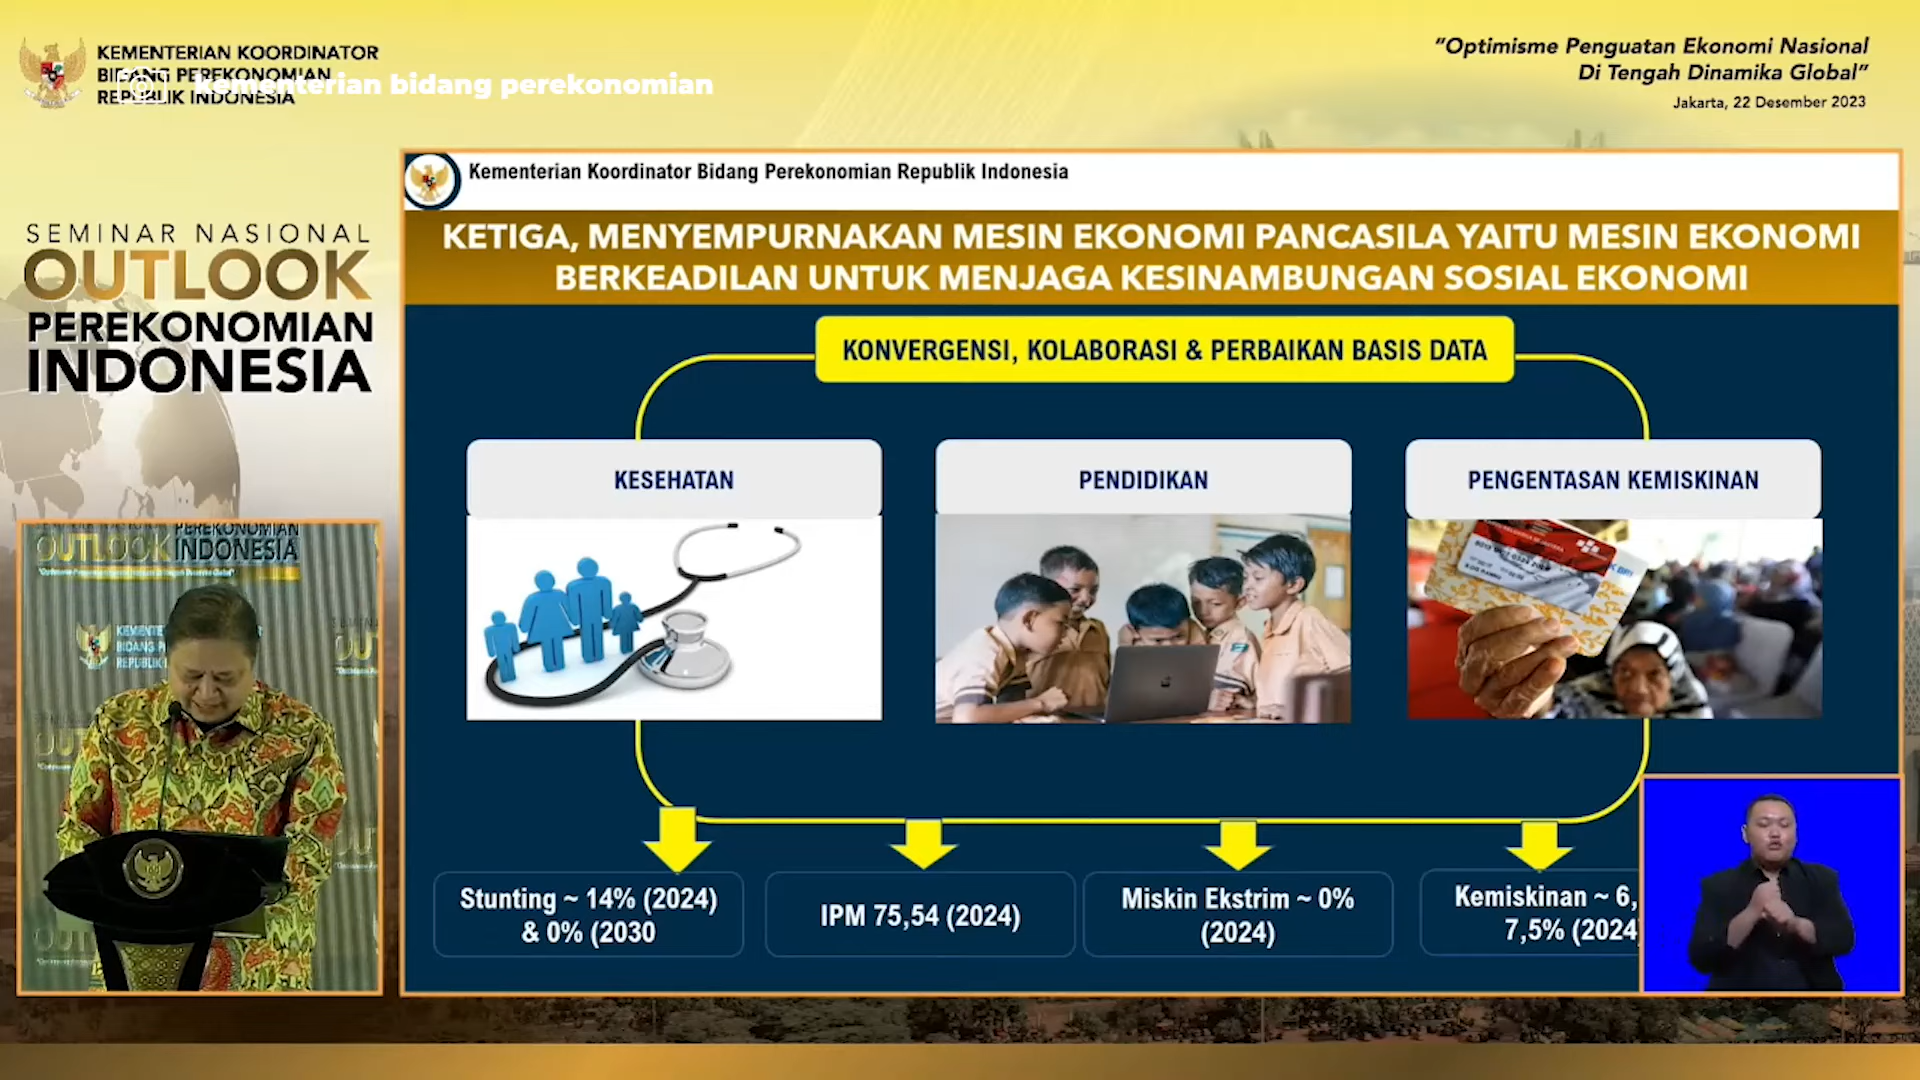 KEMENTERIAN KOORDINATOR
BIDANG PEREKONOMIAN
REPUBLIK INDONESIA
kementerian bidang perekonomian
"Optimisme Penguatan Ekonomi Nasional
Di Tengah Dinamika Global"
Jakarta, 22 Desember 2023
SEMINAR NASIONAL
OUTLOOK
PEREKONOMIAN
INDONESIA
Kementerian Koordinator Bidang Perekonomian Republik Indonesia
KETIGA, MENYEMPURNAKAN MESIN EKONOMI PANCASILA YAITU MESIN EKONOMI
BERKEADILAN UNTUK MENJAGA KESINAMBUNGAN SOSIAL EKONOMI
KONVERGENSI, KOLABORASI & PERBAIKAN BASIS DATA
KESEHATAN
PENDIDIKAN
PENGENTASAN KEMISKINAN
Stunting ~ 14% (2024)
& 0% (2030
IPM 75,54 (2024)
Miskin Ekstrim ~ 0%
(2024)
Kemiskinan ~ 6,
7,5% (2024)
PEREKONOMIAN
OUTLOOK INDONESIA